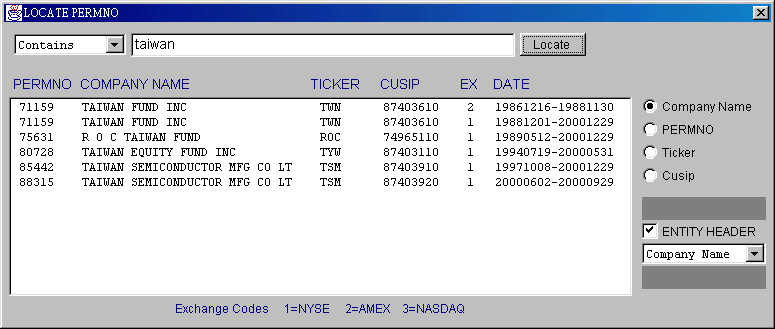 LOCATE PERMNO
Contains taiwan Locate
PERMNO COMPANY NAME TICKER CUSIP EX DATE
71159 TAIWAN FUND INC TWN 87403610 2 19861216-19881130
71159 TAIWAN FUND INC TWN 87403610 1 19881201-20001229
75631 R O C TAIWAN FUND ROC 74965110 1 19890512-20001229
80728 TAIWAN EQUITY FUND INC TYW 87403110 1 19940719-20000531
85442 TAIWAN SEMICONDUCTOR MFG CO LT TSM 87403910 1 19971008-20001229
88315 TAIWAN SEMICONDUCTOR MFG CO LT TSM 87403920 1 20000602-20000929
Company Name
PERMNO
Ticker
Cusip
ENTITY HEADER
Company Name
Exchange Codes 1=NYSE 2=AMEX 3=NASDAQ